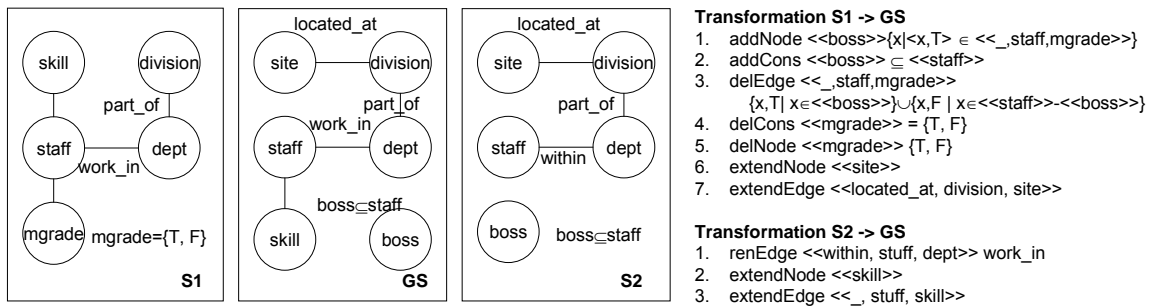 skill
division
part_of
staff
work_in
dept
mgrade
mgrade={T, F}
S1
located_at
site
division
part_of
work_in
staff
dept
boss⊆staff
skill
boss
GS
located_at
site
division
part_of
staff
within
dept
boss
boss⊆staff
S2
Transformation S1 -> GS
1. addNode <<boss>>{x|<x,T> ∈ <<_,staff,mgrade>>}
2. addCons <<boss>> ⊆ <<staff>>
3. delEdge <<_,staff,mgrade>>
{x,T| x∈<<boss>>}∪{x,F | x∈<<staff>>-<<boss>>}
4. delCons <<mgrade>> = {T, F}
5. delNode <<mgrade>> {T, F}
6. extendNode <<site>>
7. extendEdge <<located_at, division, site>>
Transformation S2 -> GS
1. renEdge <<within, stuff, dept>> work_in
2. extendNode <<skill>>
3. extendEdge <<_, stuff, skill>>